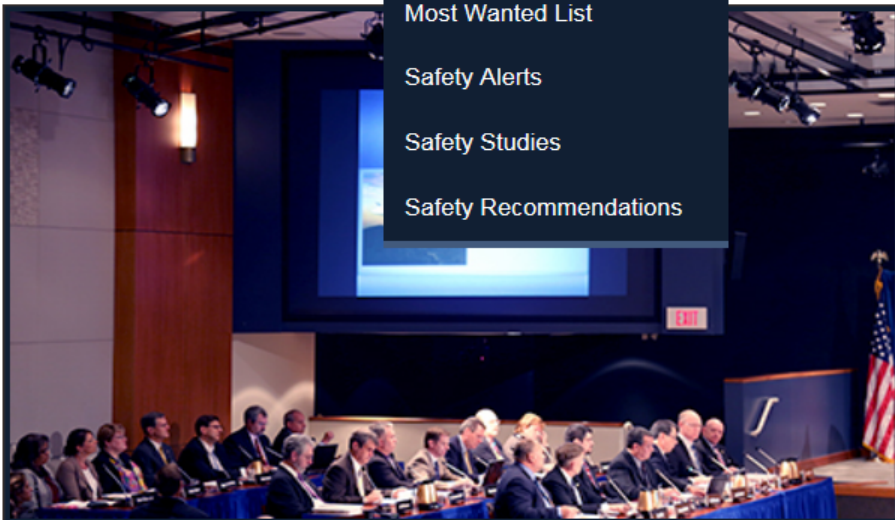 Most Wanted List
Safety Alerts
Safety Studies
Safety Recommendations
EXIT